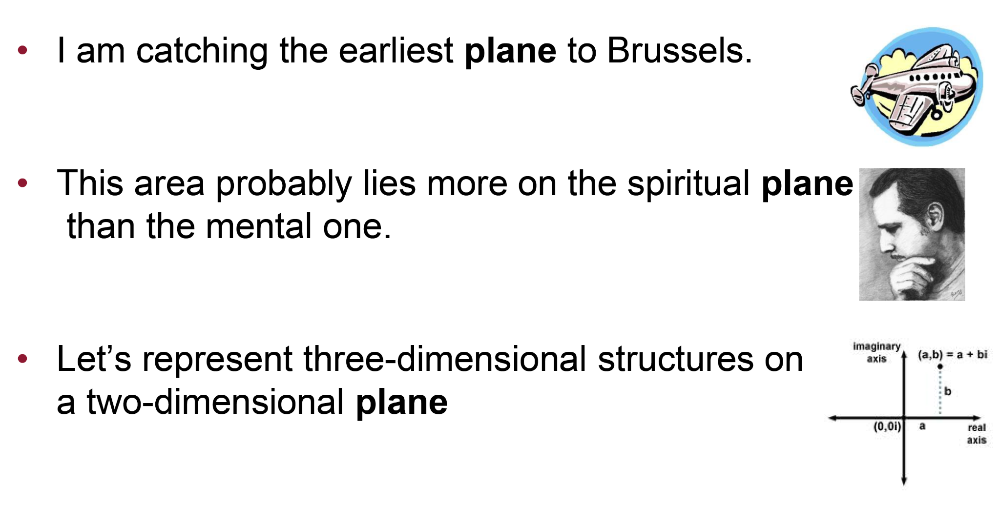 • I am catching the earliest plane to Brussels.
• This area probably lies more on the spiritual plane
than the mental one.
• Let’s represent three-dimensional structures on
a two-dimensional plane
imaginary
axis
(a,b) = a + bi
b
(0,0i)
a
real
axis